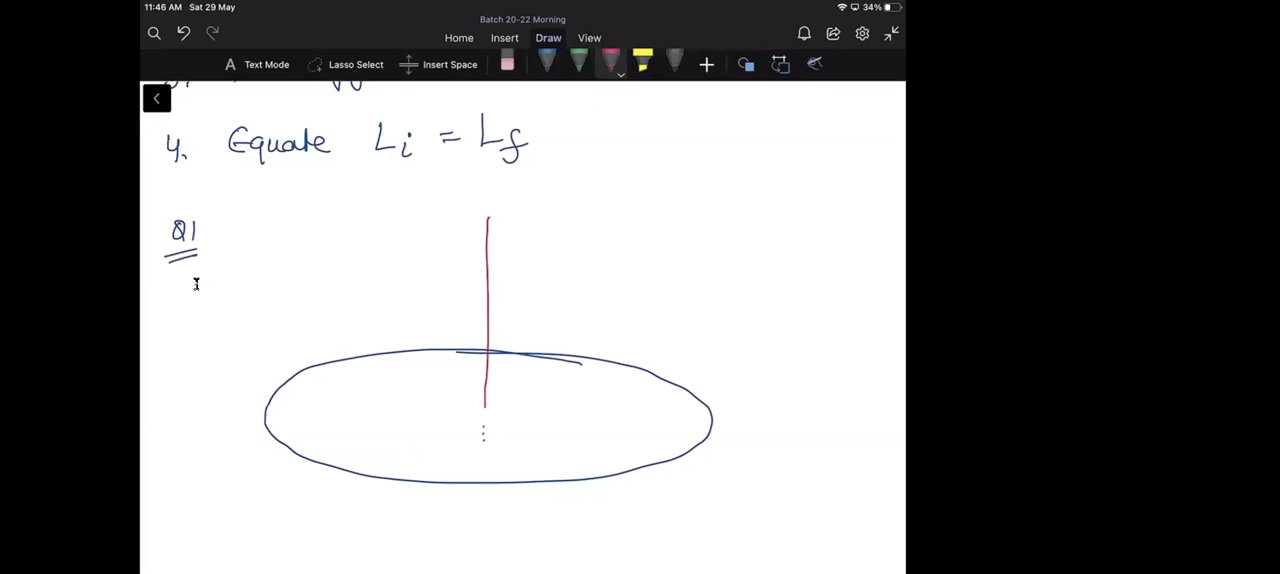 11:46 AM Sat 29 May
34%
Batch 20-22 Morning
Home Insert Draw View
A Text Mode Lasso Select Insert Space
4. Equate Li = Lf
Q1